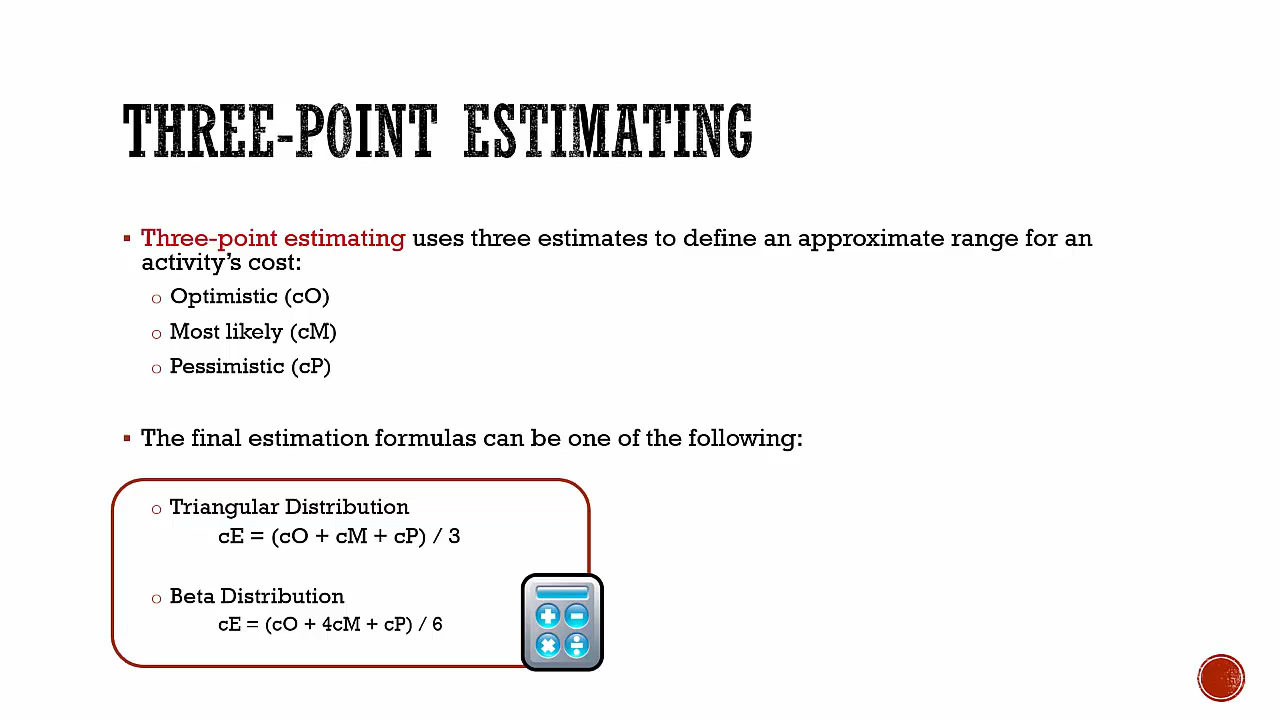 THREE-POINT ESTIMATING
▪ Three-point estimating uses three estimates to define an approximate range for an
activity’s cost:
o Optimistic (cO)
o Most likely (cM)
o Pessimistic (cP)
▪ The final estimation formulas can be one of the following:
o Triangular Distribution
cE = (cO + cM + cP) / 3
o Beta Distribution
cE = (cO + 4cM + cP) / 6